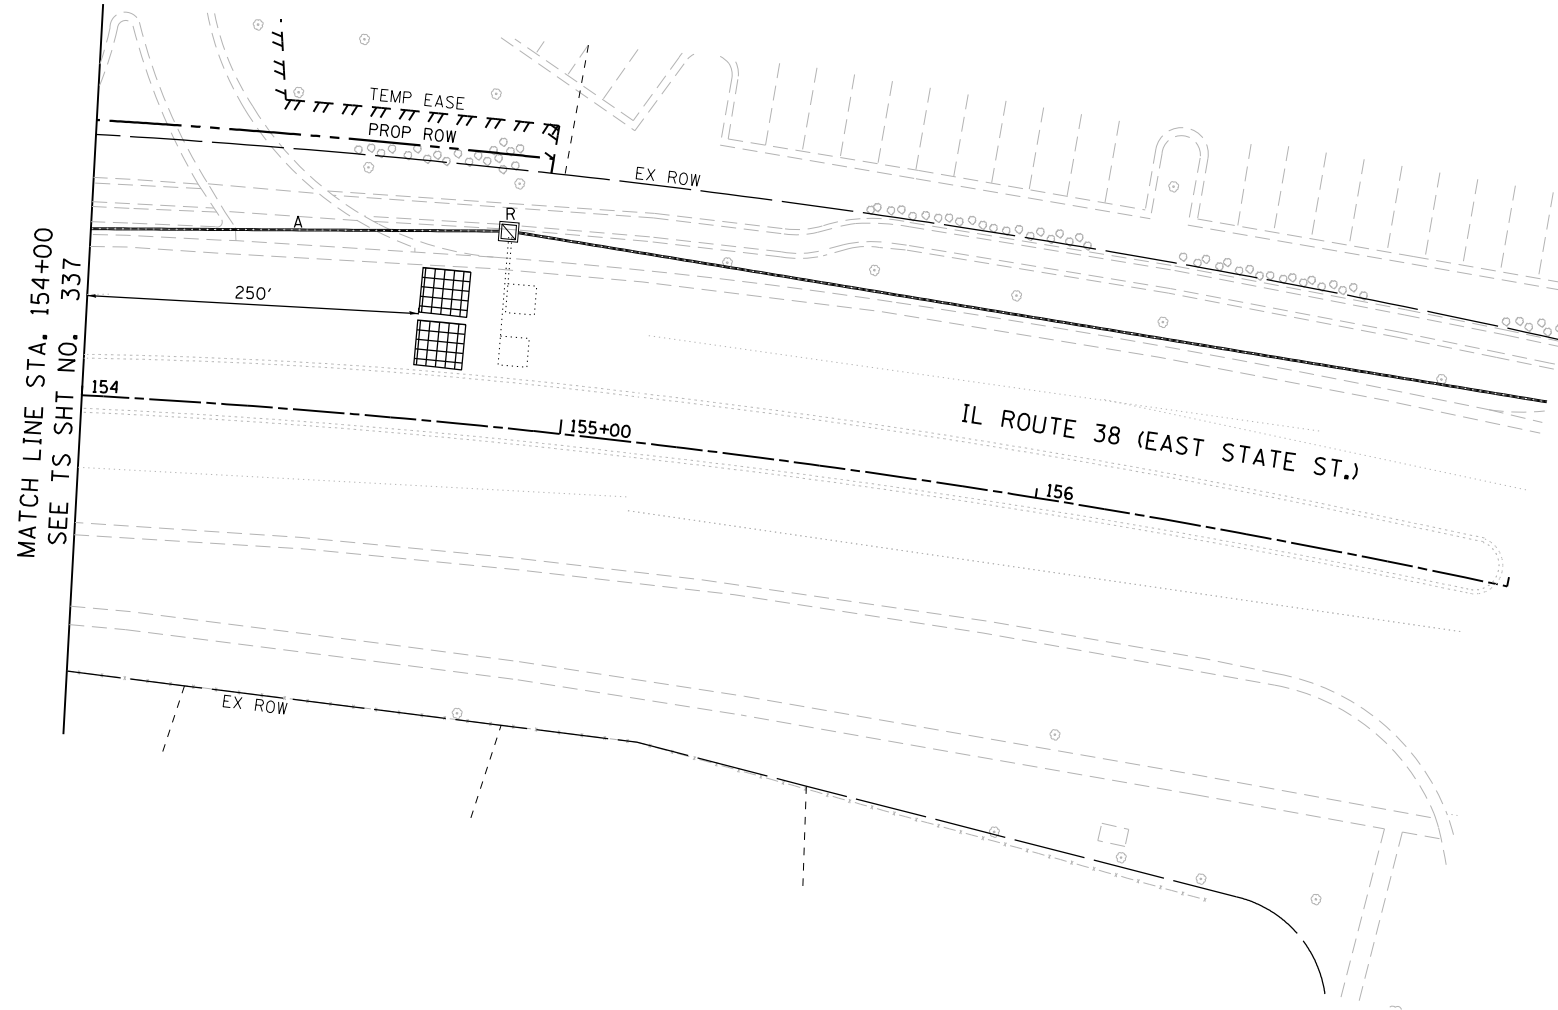 TEMP EASE
PROP ROW
EX ROW
R
A
250'
MATCH LINE STA. 154+00
SEE TS SHT NO. 337
154
155+00
IL ROUTE 38 (EAST STATE ST.)
156
EX ROW